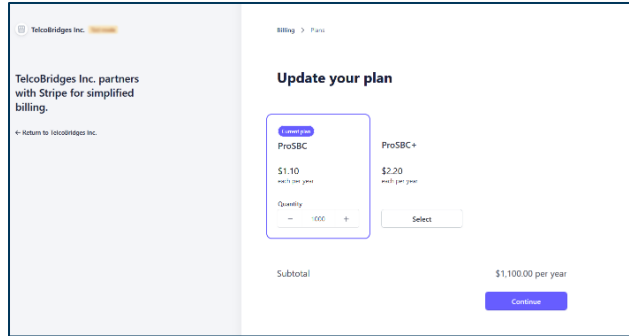 TelcoBridges Inc. Test mode
TelcoBridges Inc. partners
with Stripe for simplified
billing.
← Return to TelcoBridges Inc.
Billing > Plans
Update your plan
Current plan
ProSBC
$1.10
each per year
Quantity
− 1000 +
ProSBC+
$2.20
each per year
Select
Subtotal
$1,100.00 per year
Continue